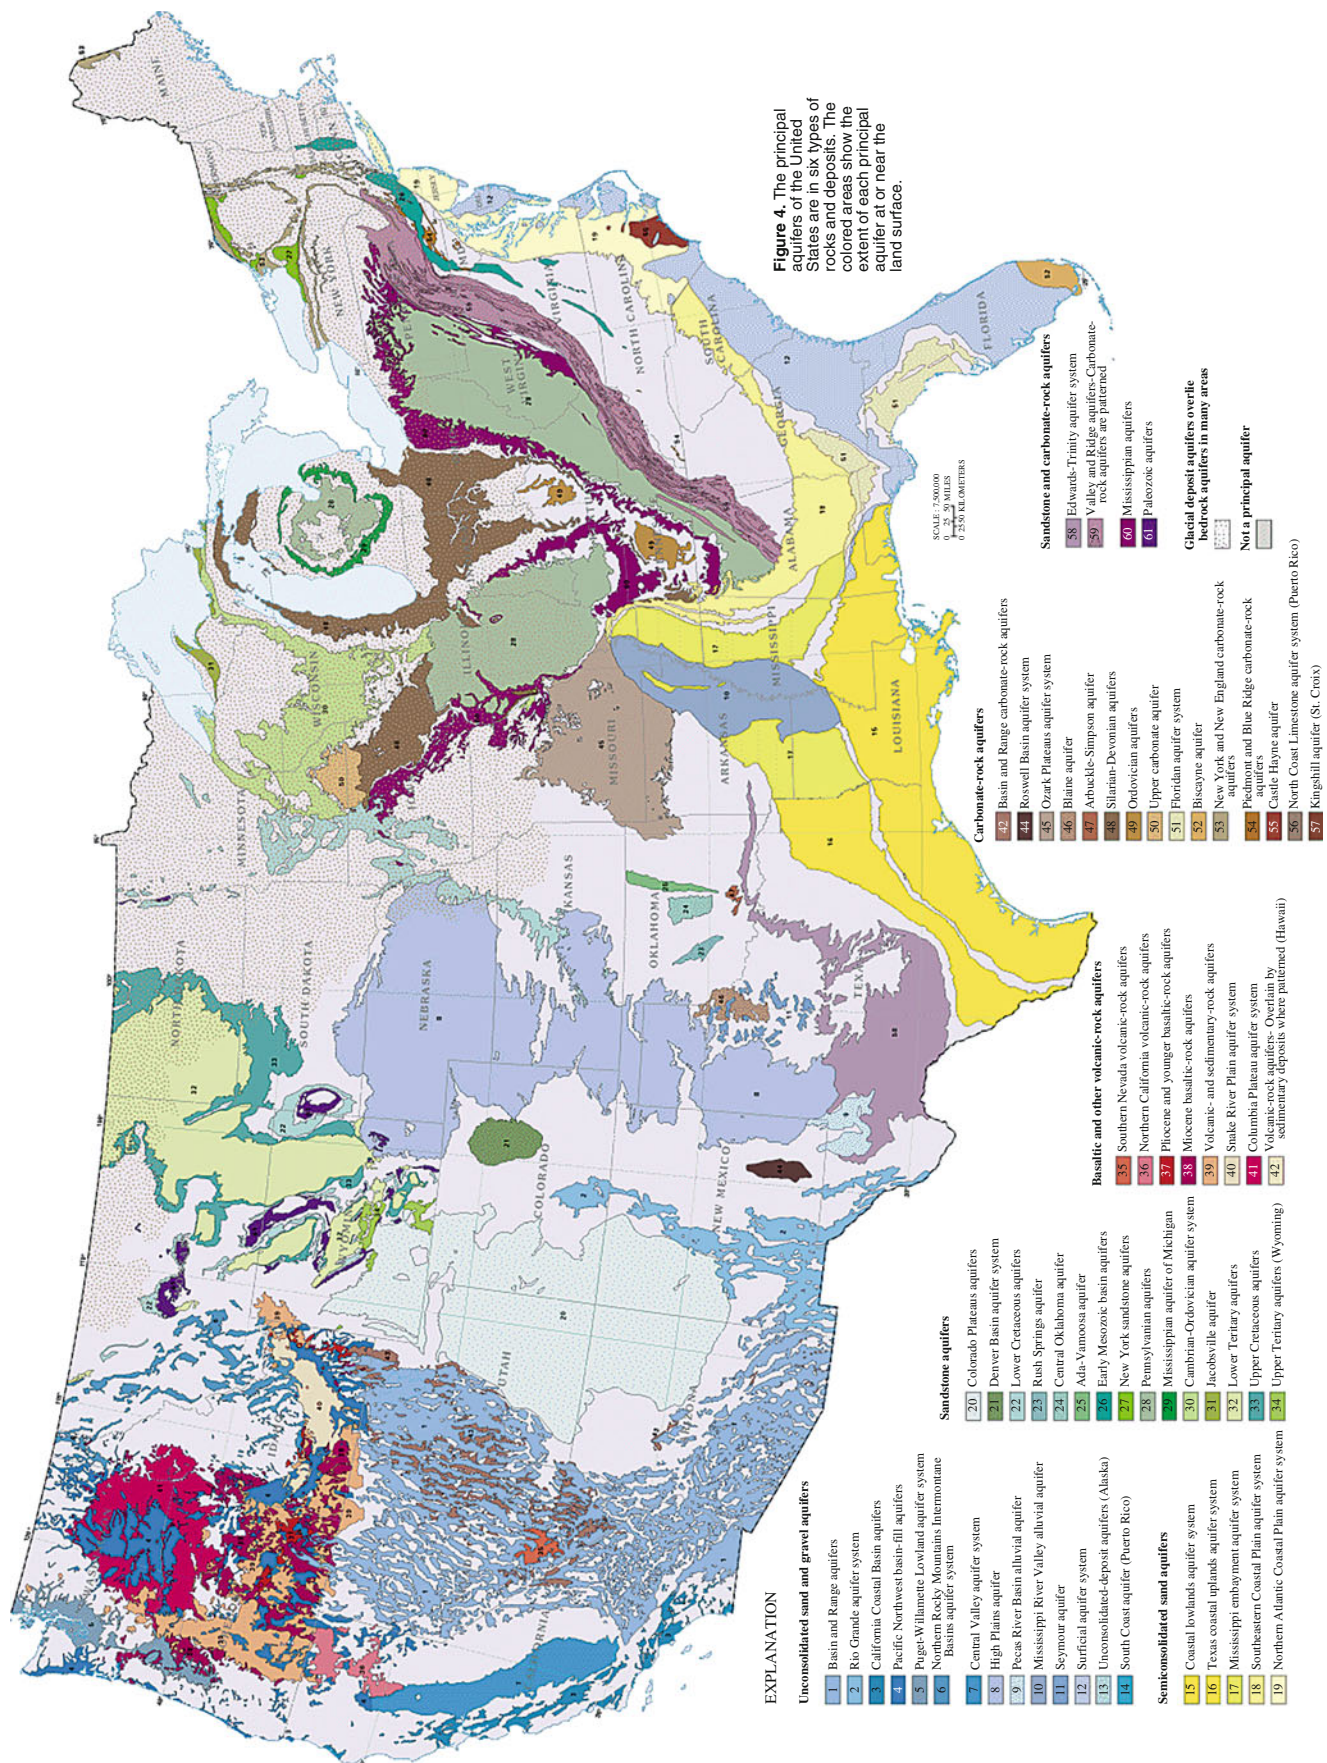 Figure 4. The principal
aquifers of the United
States are in six types of
rocks and deposits. The
colored areas show the
extent of each principal
aquifer at or near the
land surface.
MAINE
NEW YORK
WEST
VIRGINIA
NORTH CAROLINA
SOUTH
CAROLINA
GEORGIA
FLORIDA
ALABAMA
MISSISSIPPI
LOUISIANA
ARKANSAS
MISSOURI
WISCONSIN
MINNESOTA
SOUTH DAKOTA
NEBRASKA
KANSAS
OKLAHOMA
COLORADO
NEW MEXICO
UTAH
SCALE 7,500,000
0 25 50 MILES
0 25 50 KILOMETERS
EXPLANATION
Unconsolidated sand and gravel aquifers
1 Basin and Range aquifers
2 Rio Grande aquifer system
3 California Coastal Basin aquifers
4 Pacific Northwest basin-fill aquifers
5 Puget-Willamette Lowland aquifer system
6 Northern Rocky Mountains Intermontane
Basins aquifer system
7 Central Valley aquifer system
8 High Plains aquifer
9 Pecas River Basin alluvial aquifer
10 Mississippi River Valley alluvial aquifer
11 Seymour aquifer
12 Surficial aquifer system
13 Unconsolidated-deposit aquifers (Alaska)
14 South Coast aquifer (Puerto Rico)
Semiconsolidated sand aquifers
15 Coastal lowlands aquifer system
16 Texas coastal uplands aquifer system
17 Mississippi embayment aquifer system
18 Southeastern Coastal Plain aquifer system
19 Northern Atlantic Coastal Plain aquifer system
Sandstone aquifers
20 Colorado Plateaus aquifers
21 Denver Basin aquifer system
22 Lower Cretaceous aquifers
23 Rush Springs aquifer
24 Central Oklahoma aquifer
25 Ada-Vamoosa aquifer
26 Early Mesozoic basin aquifers
27 New York sandstone aquifers
28 Pennsylvanian aquifers
29 Mississippian aquifer of Michigan
30 Cambrian-Ordovician aquifer system
31 Jacobsville aquifer
32 Lower Tertiary aquifers
33 Upper Cretaceous aquifers
34 Upper Tertiary aquifers (Wyoming)
Basaltic and other volcanic-rock aquifers
35 Southern Nevada volcanic-rock aquifers
36 Northern California volcanic-rock aquifers
37 Pliocene and younger basaltic-rock aquifers
38 Miocene basaltic-rock aquifers
39 Volcanic- and sedimentary-rock aquifers
40 Snake River Plain aquifer system
41 Columbia Plateau aquifer system
42 Volcanic-rock aquifers- Overlain by
sedimentary deposits where patterned (Hawaii)
Carbonate-rock aquifers
42 Basin and Range carbonate-rock aquifers
44 Roswell Basin aquifer system
45 Ozark Plateaus aquifer system
46 Blaine aquifer
47 Arbuckle-Simpson aquifer
48 Silarian-Devonian aquifers
49 Ordovician aquifers
50 Upper carbonate aquifer
51 Floridan aquifer system
52 Biscayne aquifer
53 New York and New England carbonate-rock
aquifers
54 Piedmont and Blue Ridge carbonate-rock
aquifers
55 Castle Hayne aquifer
56 North Coast Limestone aquifer system (Puerto Rico)
57 Kingshill aquifer (St. Croix)
Sandstone and carbonate-rock aquifers
58 Edwards-Trinity aquifer system
59 Valley and Ridge aquifers-Carbonate-
rock aquifers are patterned
60 Mississippian aquifers
61 Paleozoic aquifers
Glacial deposit aquifers overlie
bedrock aquifers in many areas
Not a principal aquifer